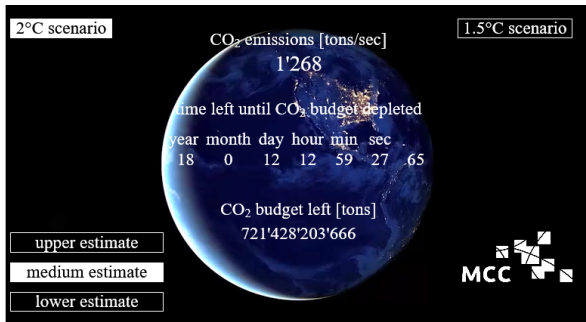 2°C scenario
1.5°C scenario
CO₂ emissions [tons/sec]
1'268
time left until CO₂ budget depleted
year month day hour min sec
18 0 12 12 59 27 .65
CO₂ budget left [tons]
721'428'203'666
upper estimate
medium estimate
lower estimate
MCC